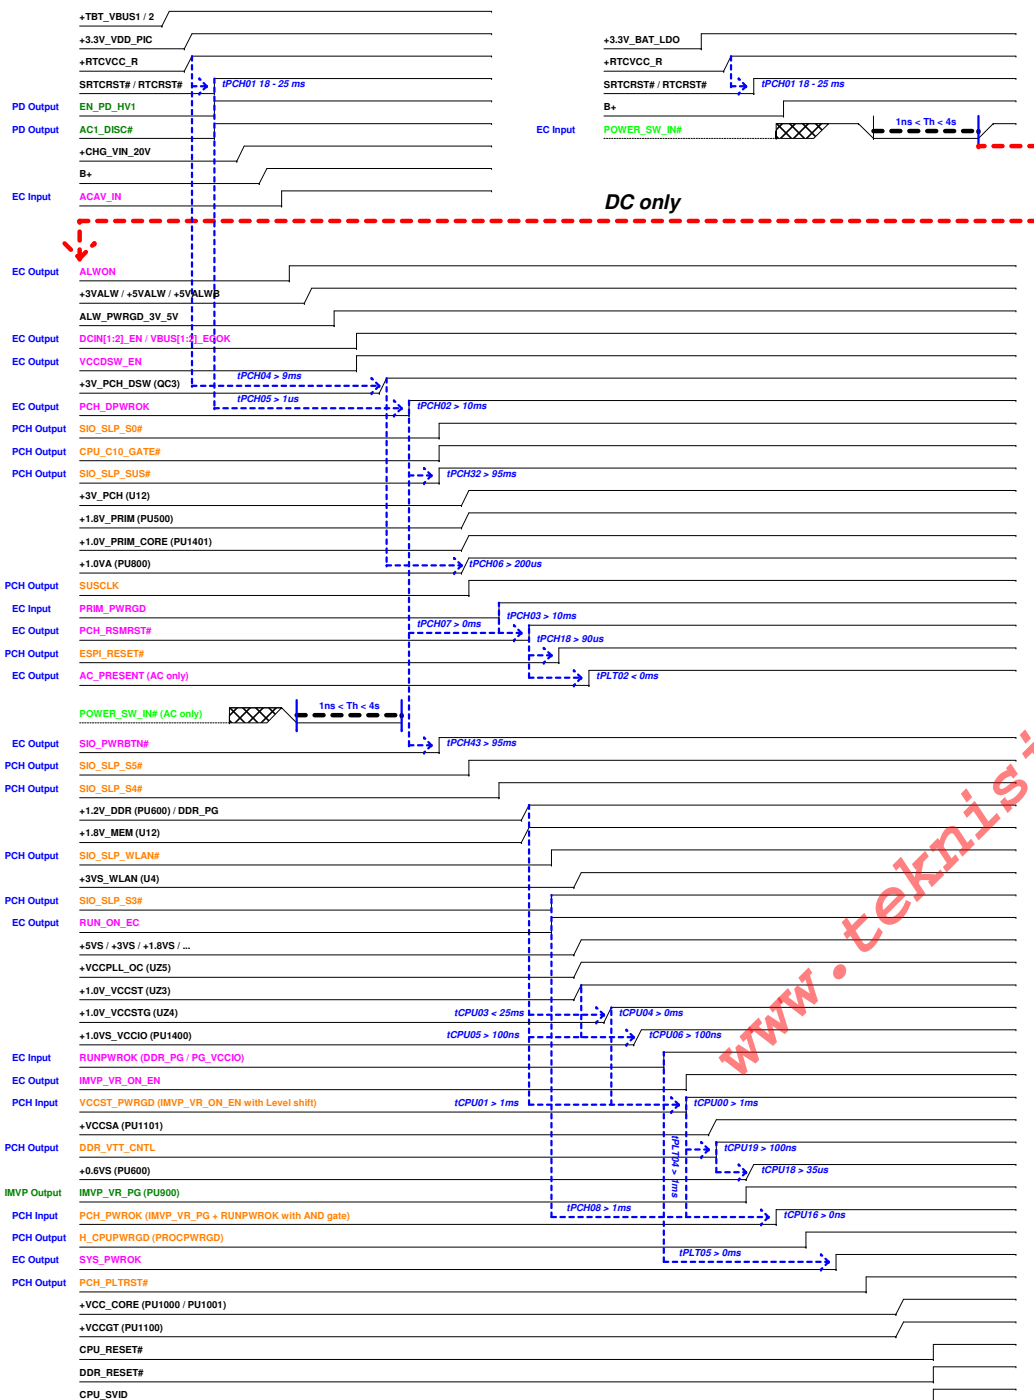 +TBT_VBUS1 / 2
+3.3V_VDD_PIC
+RTCVCC_R
SRTCRST# / RTCRST#
tPCH01 18 - 25 ms
PD Output EN_PD_HV1
PD Output AC1_DISC#
+CHG_VIN_20V
B+
EC Input ACAV_IN
+3.3V_BAT_LDO
+RTCVCC_R
SRTCRST# / RTCRST#
tPCH01 18 - 25 ms
B+
EC Input POWER_SW_IN#
1ns < Th < 4s
DC only
EC Output ALWON
+3VALW / +5VALW / +5VALWB
ALW_PWRGD_3V_5V
EC Output DCIN[1:2]_EN / VBUS[1:2]_ECOK
EC Output VCCDSW_EN
+3V_PCH_DSW (QC3) tPCH04 > 9ms
tPCH05 > 1us
EC Output PCH_DPWROK tPCH02 > 10ms
PCH Output SIO_SLP_S0#
PCH Output CPU_C10_GATE#
PCH Output SIO_SLP_SUS# tPCH32 > 95ms
+3V_PCH (U12)
+1.8V_PRIM (PU500)
+1.0V_PRIM_CORE (PU1401)
+1.0VA (PU800) tPCH06 > 200us
PCH Output SUSCLK
EC Input PRIM_PWRGD tPCH03 > 10ms
EC Output PCH_RSMRST# tPCH07 > 0ms tPCH18 > 90us
PCH Output ESPI_RESET#
EC Output AC_PRESENT (AC only) tPLT02 < 0ms
POWER_SW_IN# (AC only) 1ns < Th < 4s
EC Output SIO_PWRBTN# tPCH43 > 95ms
PCH Output SIO_SLP_S5#
PCH Output SIO_SLP_S4#
+1.2V_DDR (PU600) / DDR_PG
+1.8V_MEM (U12)
PCH Output SIO_SLP_WLAN#
+3VS_WLAN (U4)
PCH Output SIO_SLP_S3#
EC Output RUN_ON_EC
+5VS / +3VS / +1.8VS / ...
+VCCPLL_OC (UZ5)
+1.0V_VCCST (UZ3)
+1.0V_VCCSTG (UZ4) tCPU03 < 25ms tCPU04 > 0ms
+1.0VS_VCCIO (PU1400) tCPU05 > 100ns tCPU06 > 100ns
EC Input RUNPWROK (DDR_PG / PG_VCCIO)
EC Output IMVP_VR_ON_EN
PCH Input VCCST_PWRGD (IMVP_VR_ON_EN with Level shift) tCPU01 > 1ms tCPU00 > 1ms
+VCCSA (PU1101)
PCH Output DDR_VTT_CNTL tPLT04 > 1ms tCPU19 > 100ns
+0.6VS (PU600) tCPU18 > 35us
IMVP Output IMVP_VR_PG (PU900)
PCH Input PCH_PWROK (IMVP_VR_PG + RUNPWROK with AND gate) tPCH08 > 1ms tCPU16 > 0ns
PCH Output H_CPUPWRGD (PROCPWRGD)
EC Output SYS_PWROK tPLT05 > 0ms
PCH Output PCH_PLTRST#
+VCC_CORE (PU1000 / PU1001)
+VCCGT (PU1100)
CPU_RESET#
DDR_RESET#
CPU_SVID
www.teknis